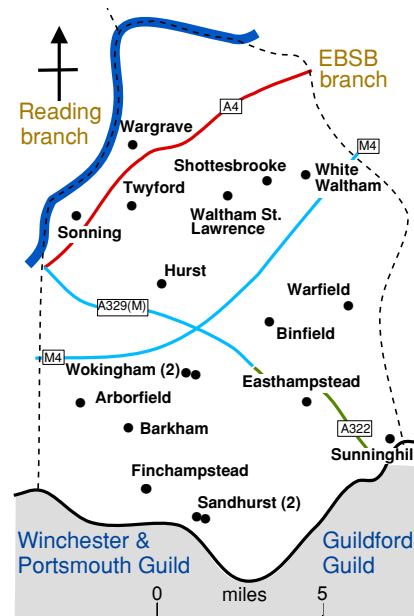 EBSB
branch
A4
Reading
branch
Wargrave
M4
Shottesbrooke
White
Waltham
Twyford
Waltham St.
Lawrence
Sonning
Hurst
Warfield
A329(M)
Binfield
M4
Wokingham (2)
Easthampstead
Arborfield
A322
Barkham
Sunninghill
Finchampstead
Sandhurst (2)
Winchester &
Portsmouth Guild
Guildford
Guild
0 miles 5